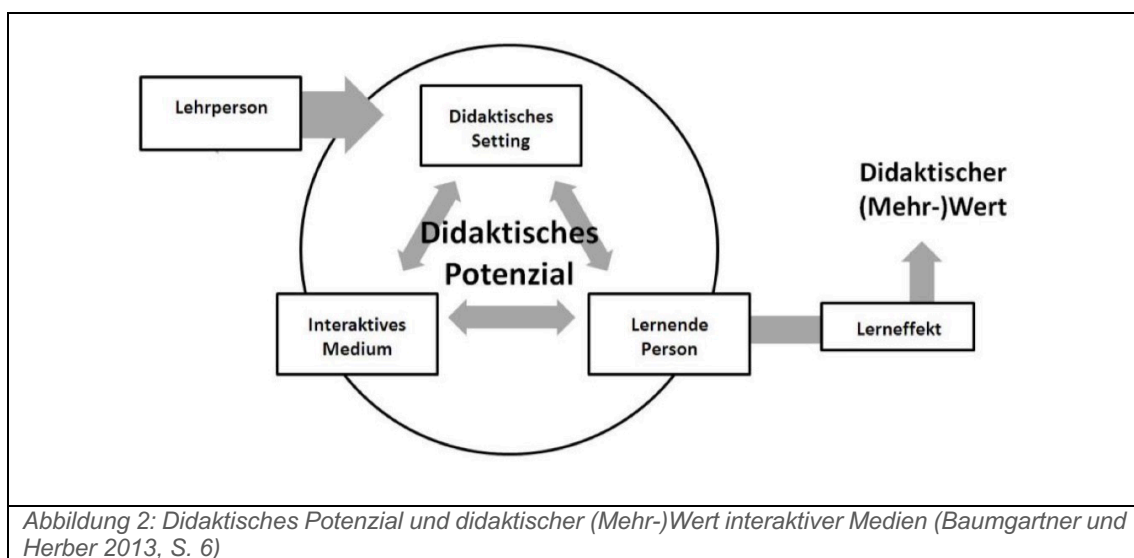 Lehrperson
Didaktisches
Setting
Didaktischer
(Mehr-)Wert
Didaktisches
Potenzial
Interaktives
Medium
Lernende
Person
Lerneffekt
Abbildung 2: Didaktisches Potenzial und didaktischer (Mehr-)Wert interaktiver Medien (Baumgartner und
Herber 2013, S. 6)